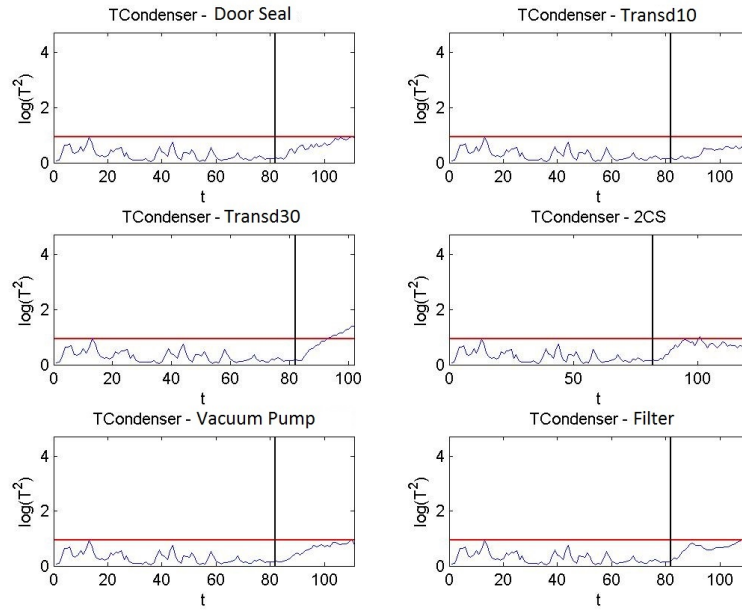 TCondenser - Door Seal
4
2
0
log(T²)
0 20 40 60 80 100
t
TCondenser - Transd10
4
2
0
log(T²)
0 20 40 60 80 100
t
TCondenser - Transd30
4
2
0
log(T²)
0 20 40 60 80 100
t
TCondenser - 2CS
4
2
0
log(T²)
50 100
t
TCondenser - Vacuum Pump
4
2
0
log(T²)
0 20 40 60 80 100
t
TCondenser - Filter
4
2
0
log(T²)
0 20 40 60 80 100
t